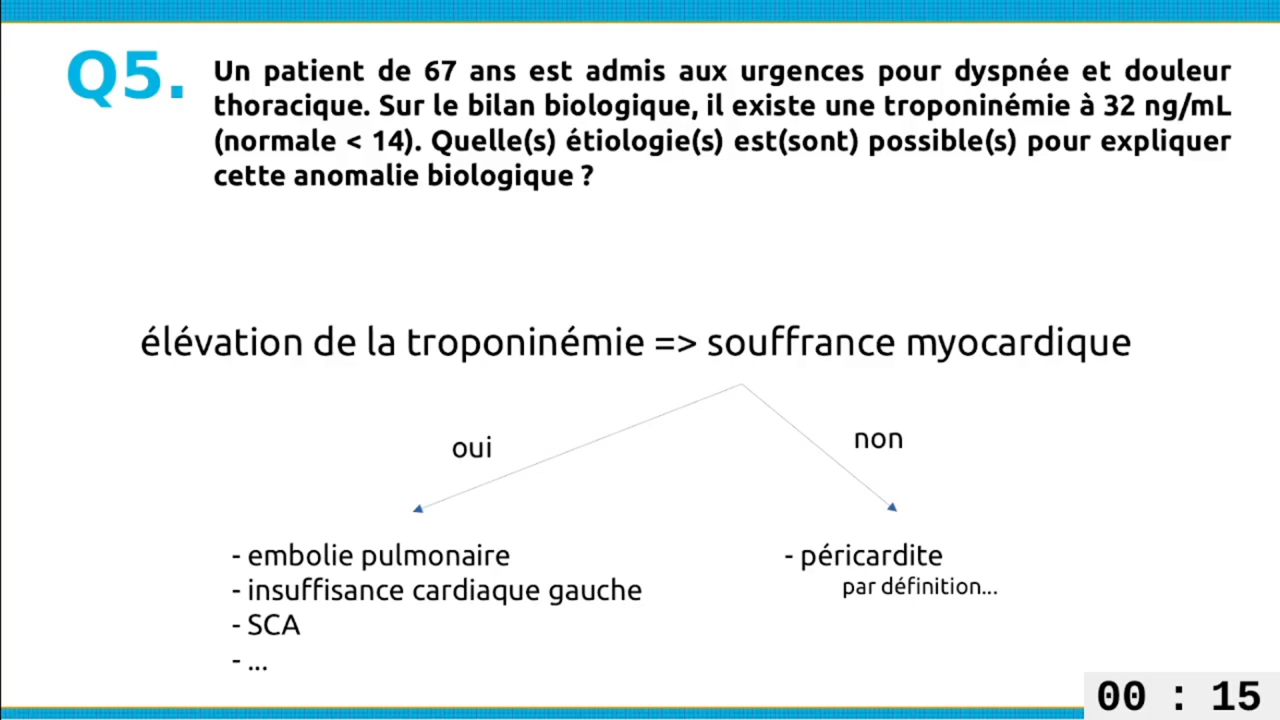 Q5.
Un patient de 67 ans est admis aux urgences pour dyspnée et douleur
thoracique. Sur le bilan biologique, il existe une troponinémie à 32 ng/mL
(normale < 14). Quelle(s) étiologie(s) est(sont) possible(s) pour expliquer
cette anomalie biologique ?
élévation de la troponinémie => souffrance myocardique
oui
non
- embolie pulmonaire
- insuffisance cardiaque gauche
- SCA
- ...
- péricardite
par définition...
00 : 15